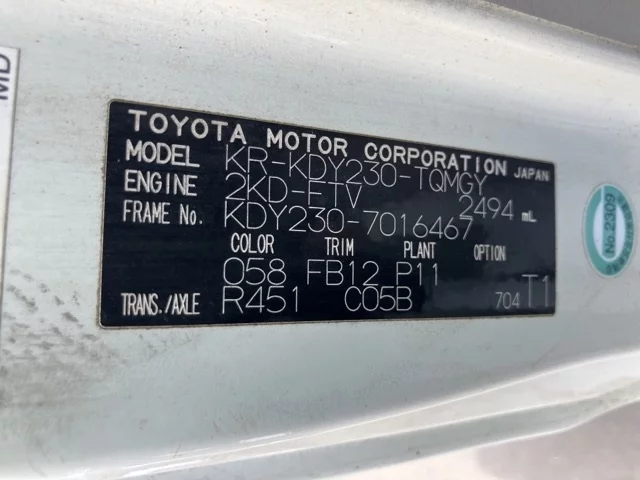 MD
TOYOTA MOTOR CORPORATION JAPAN
MODEL KR-KDY230-TQMGY
ENGINE 2KD-FTV 2494 mL
FRAME NO. KDY230-7016467
COLOR TRIM PLANT OPTION
058 FB12 P11
TRANS./AXLE R451 C05B 704 T1
No.2309